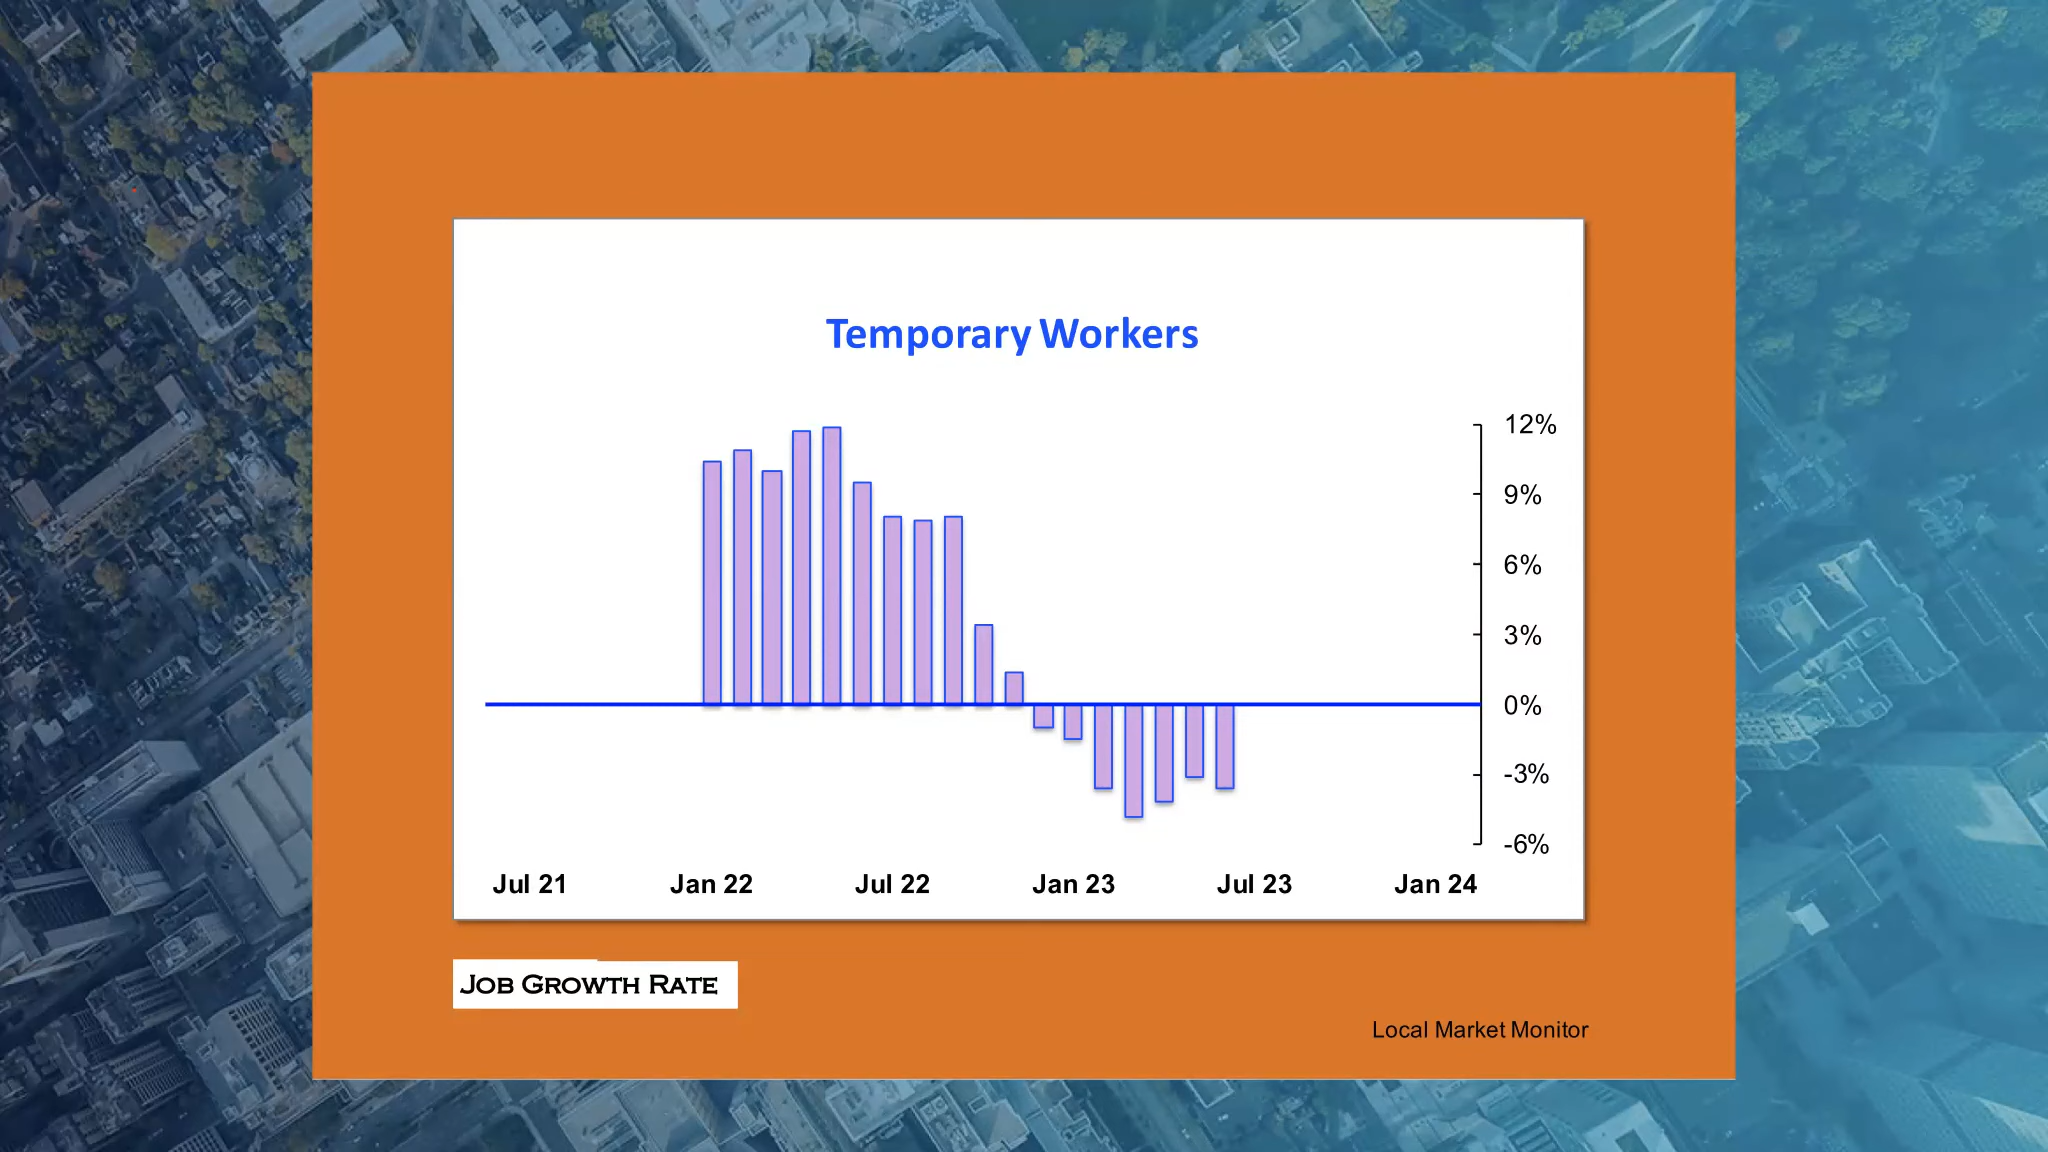 Temporary Workers
12%
9%
6%
3%
0%
-3%
-6%
Jul 21 Jan 22 Jul 22 Jan 23 Jul 23 Jan 24
Job Growth Rate
Local Market Monitor